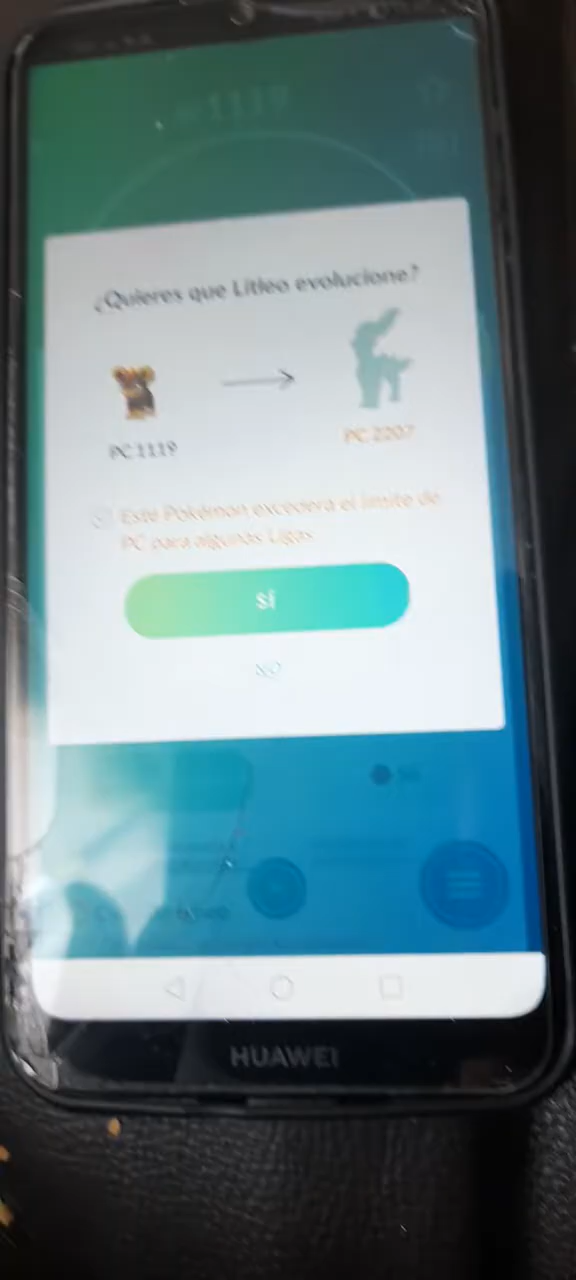 ¿Quieres que Litleo evolucione?
PC 1119
PC 2207
Este Pokémon excederá el límite de
PC para algunas Ligas.
SÍ
NO
HUAWEI